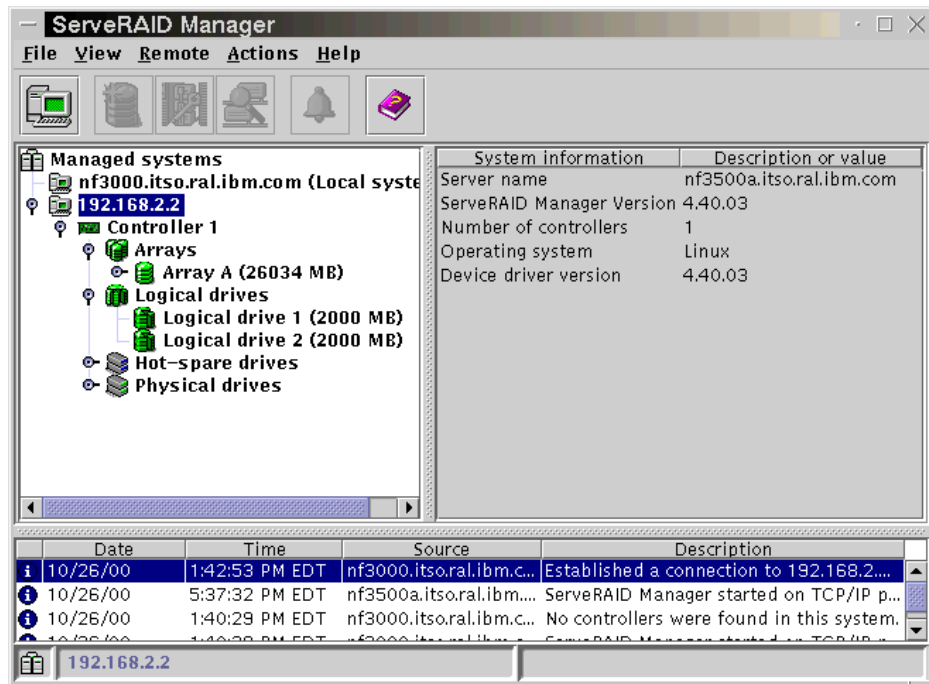 ServeRAID Manager
File View Remote Actions Help
Managed systems
nf3000.itso.ral.ibm.com (Local syste
192.168.2.2
Controller 1
Arrays
Array A (26034 MB)
Logical drives
Logical drive 1 (2000 MB)
Logical drive 2 (2000 MB)
Hot-spare drives
Physical drives
System information Description or value
Server name nf3500a.itso.ral.ibm.com
ServeRAID Manager Version 4.40.03
Number of controllers 1
Operating system Linux
Device driver version 4.40.03
Date Time Source Description
10/26/00 1:42:53 PM EDT nf3000.itso.ral.ibm.c... Established a connection to 192.168.2....
10/26/00 5:37:32 PM EDT nf3500a.itso.ral.ibm.... ServeRAID Manager started on TCP/IP p...
10/26/00 1:40:29 PM EDT nf3000.itso.ral.ibm.c... No controllers were found in this system.
192.168.2.2